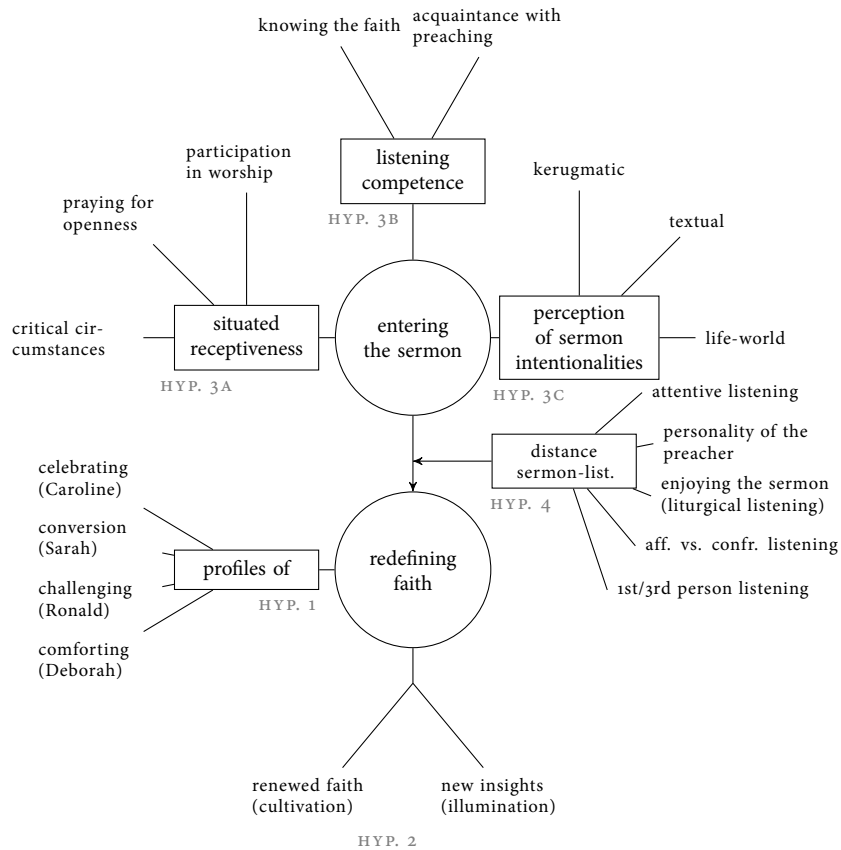 knowing the faith
acquaintance with
preaching
participation
in worship
listening
competence
kerugmatic
praying for
openness
HYP. 3B
textual
critical cir-
cumstances
situated
receptiveness
entering
the sermon
perception
of sermon
intentionalities
life-world
HYP. 3A
HYP. 3C
attentive listening
distance
sermon-list.
personality of the
preacher
celebrating
(Caroline)
enjoying the sermon
(liturgical listening)
HYP. 4
conversion
(Sarah)
aff. vs. confr. listening
profiles of
redefining
faith
challenging
(Ronald)
1st/3rd person listening
HYP. 1
comforting
(Deborah)
renewed faith
(cultivation)
new insights
(illumination)
HYP. 2